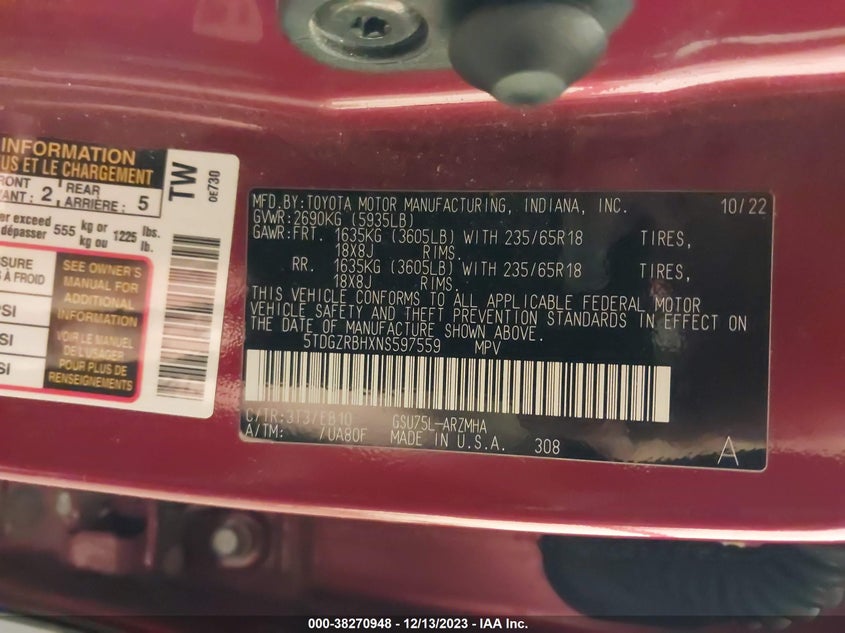 INFORMATION
US ET LE CHARGEMENT
FRONT
VANT: 2
REAR
ARRIÈRE: 5
er exceed
dépasser 555 kg or
kg ou 1225 lbs.
lb.
TW
0E730
SURE
À FROID
PSI
SI
SI
SEE OWNER'S
MANUAL FOR
ADDITIONAL
INFORMATION
VOIR LE MANUEL
DE L'USAGER
POUR PLUS DE
RENSEIGNEMENTS
MFD.BY:TOYOTA MOTOR MANUFACTURING, INDIANA, INC. 10/22
GVWR:2690KG (5935LB)
GAWR:FRT. 1635KG (3605LB) WITH 235/65R18 TIRES,
18X8J RIMS.
RR. 1635KG (3605LB) WITH 235/65R18 TIRES,
18X8J RIMS.
THIS VEHICLE CONFORMS TO ALL APPLICABLE FEDERAL MOTOR
VEHICLE SAFETY AND THEFT PREVENTION STANDARDS IN EFFECT ON
THE DATE OF MANUFACTURE SHOWN ABOVE.
5TDGZRBHXNS597559 MPV
C/TR:3T3/EB10 GSU75L-ARZMHA
A/TM: /UA80F MADE IN U.S.A. 308
A
000-38270948 - 12/13/2023 - IAA Inc.